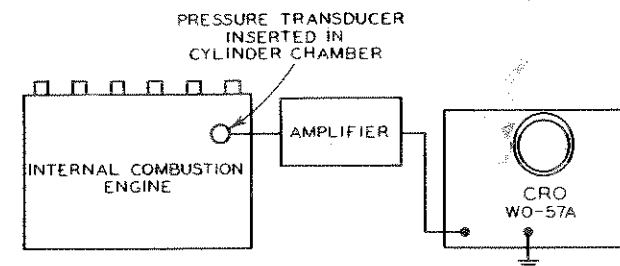 PRESSURE TRANSDUCER
INSERTED IN
CYLINDER CHAMBER
AMPLIFIER
INTERNAL COMBUSTION
ENGINE
CRO
WO-57A